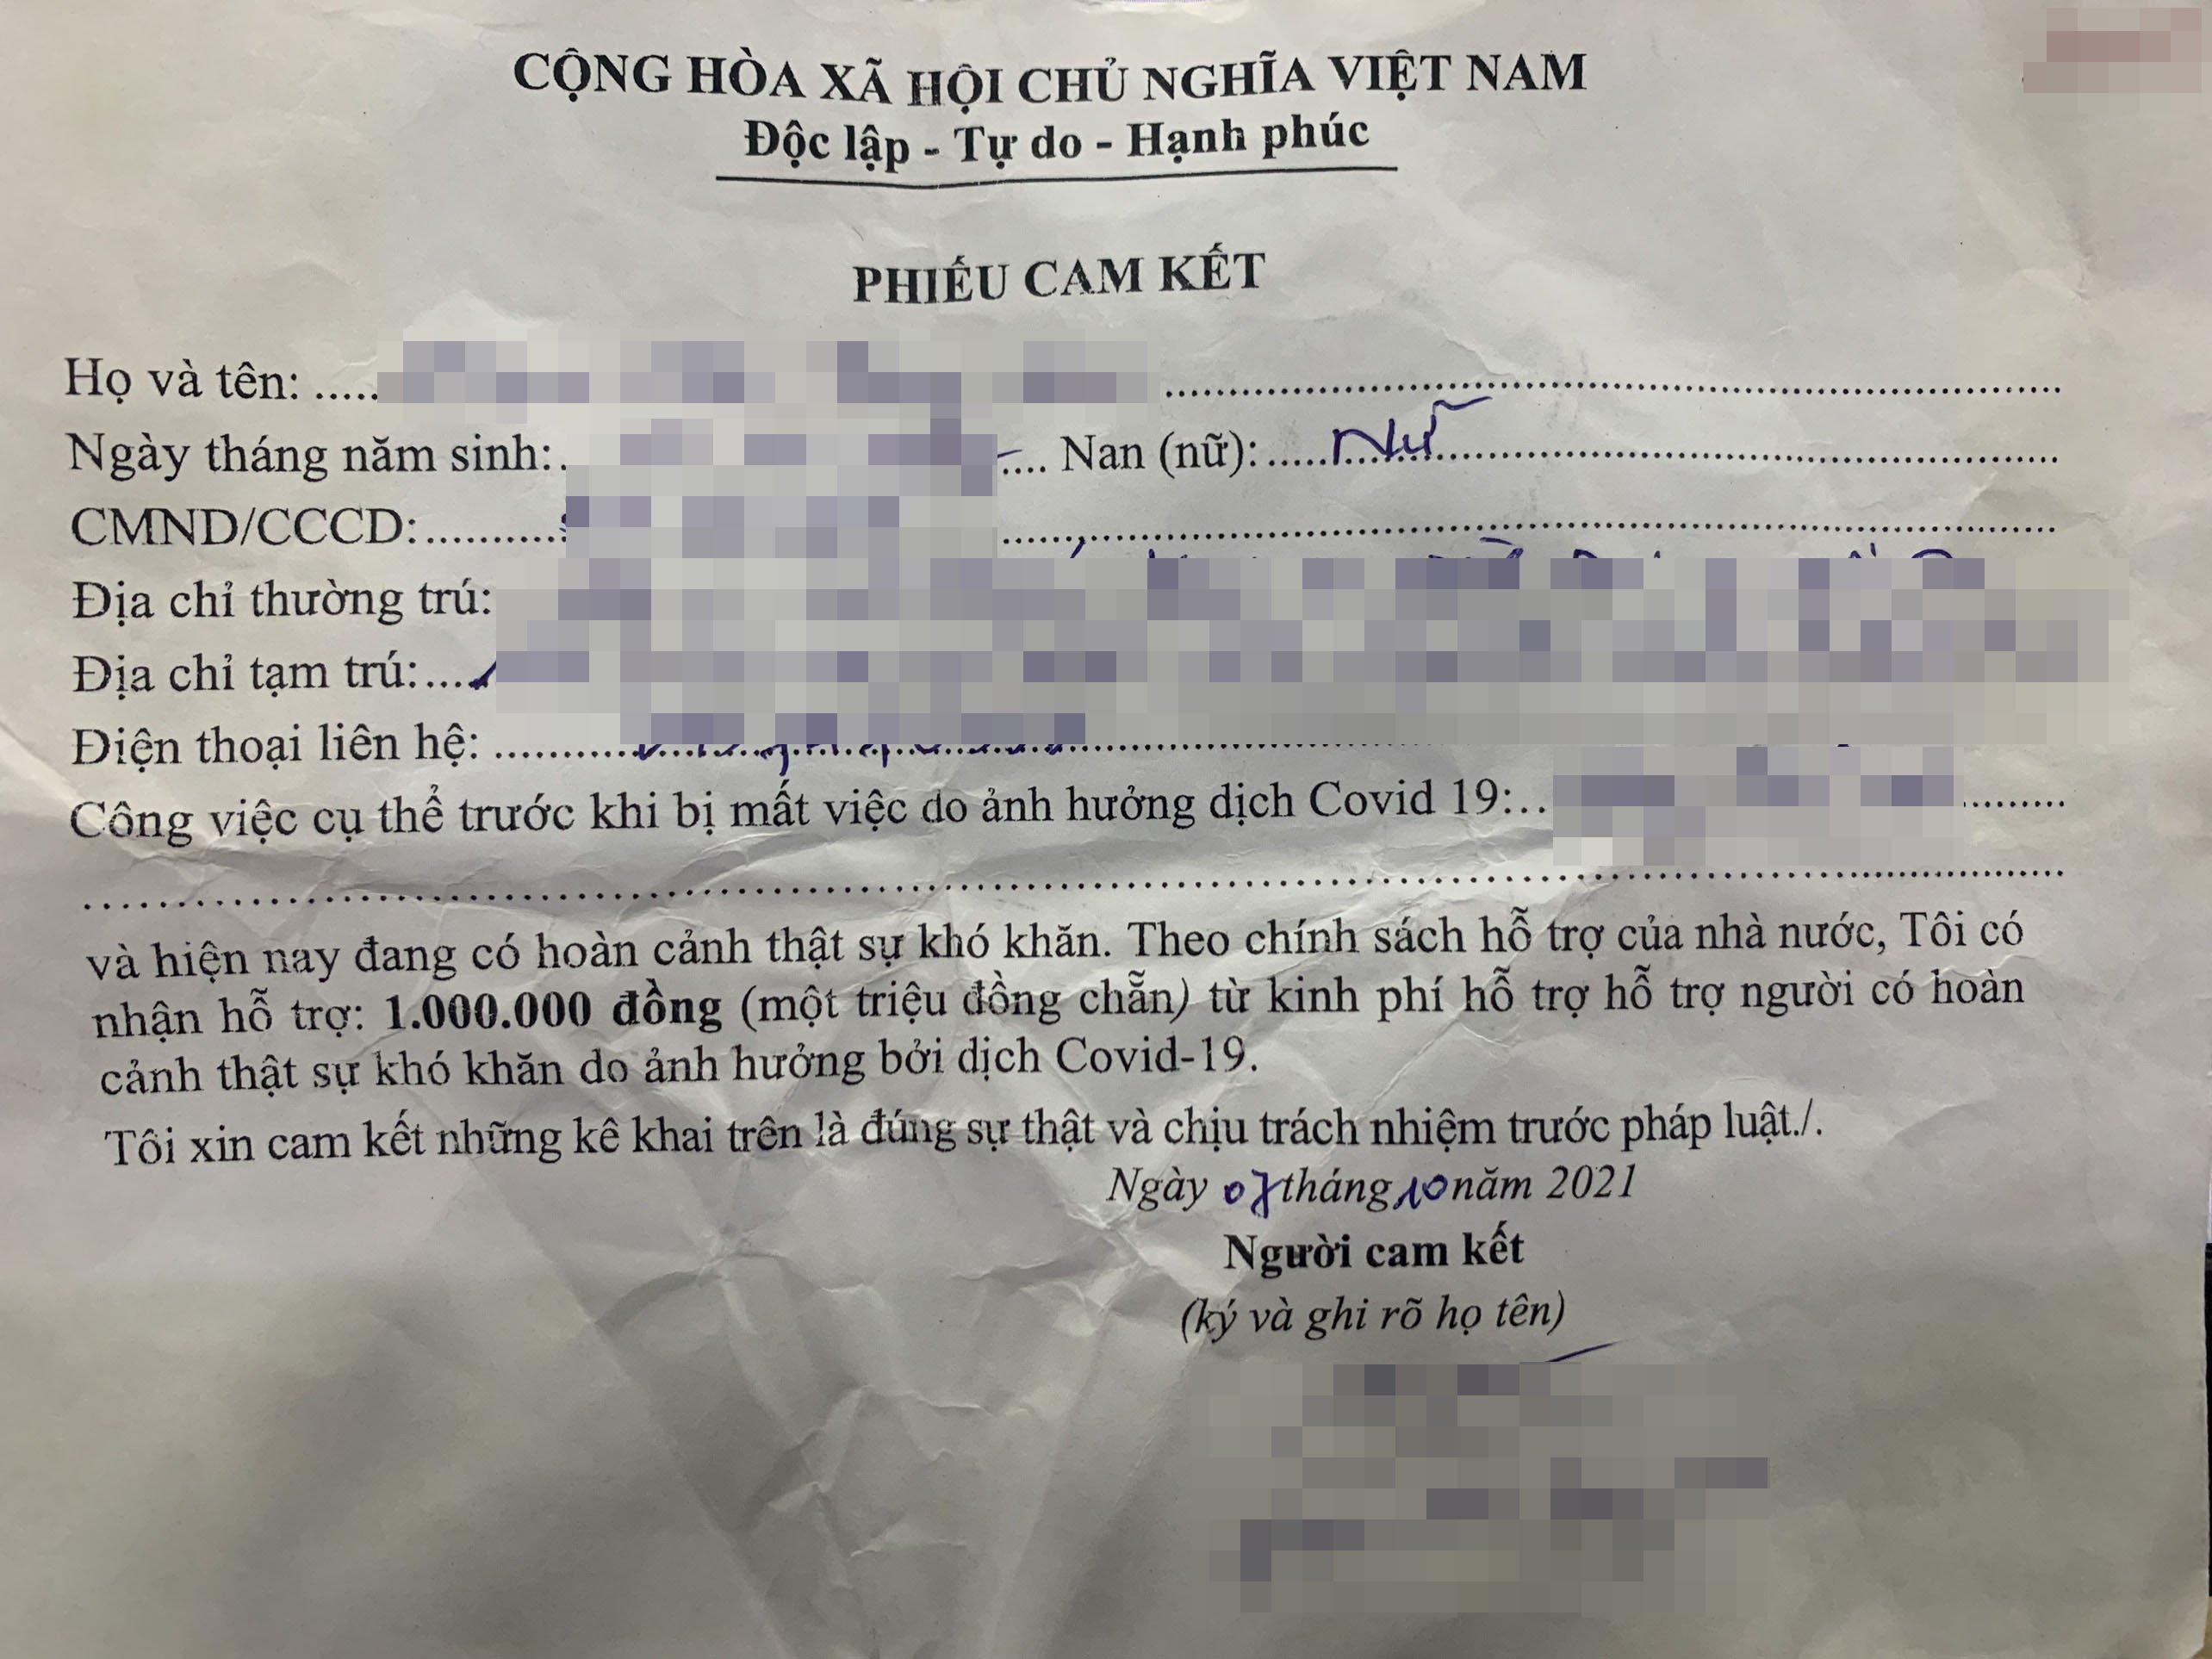 CỘNG HÒA XÃ HỘI CHỦ NGHĨA VIỆT NAM
Độc lập - Tự do - Hạnh phúc
PHIẾU CAM KẾT
Họ và tên: .....
Ngày tháng năm sinh: .... Nan (nữ): ..... Nữ
CMND/CCCD: ..........
Địa chỉ thường trú:
Địa chỉ tạm trú: ....
Điện thoại liên hệ: ..........
Công việc cụ thể trước khi bị mất việc do ảnh hưởng dịch Covid 19: ..
và hiện nay đang có hoàn cảnh thật sự khó khăn. Theo chính sách hỗ trợ của nhà nước, Tôi có
nhận hỗ trợ: 1.000.000 đồng (một triệu đồng chẵn) từ kinh phí hỗ trợ hỗ trợ người có hoàn
cảnh thật sự khó khăn do ảnh hưởng bởi dịch Covid-19.
Tôi xin cam kết những kê khai trên là đúng sự thật và chịu trách nhiệm trước pháp luật./.
Ngày 07 tháng 10 năm 2021
Người cam kết
(ký và ghi rõ họ tên)